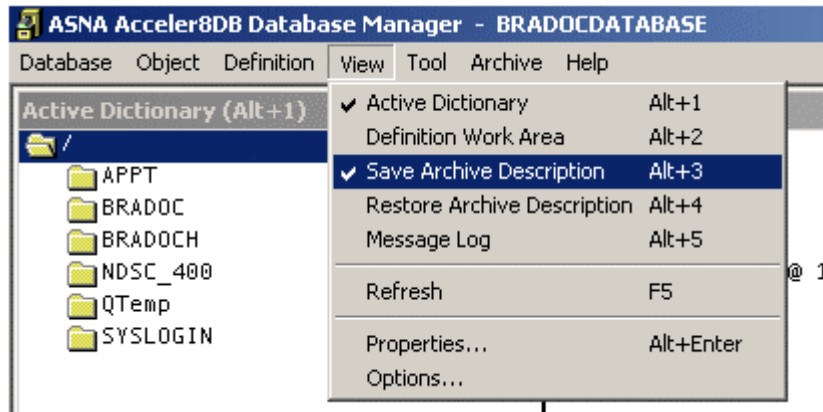 ASNA Acceler8DB Database Manager - BRADOCDATABASE
Database Object Definition View Tool Archive Help
Active Dictionary (Alt+1)
/
APPT
BRADOC
BRADOCH
NDSC_400
QTemp
SYSLOGIN
Active Dictionary Alt+1
Definition Work Area Alt+2
Save Archive Description Alt+3
Restore Archive Description Alt+4
Message Log Alt+5
Refresh F5
Properties... Alt+Enter
Options...
@ 1